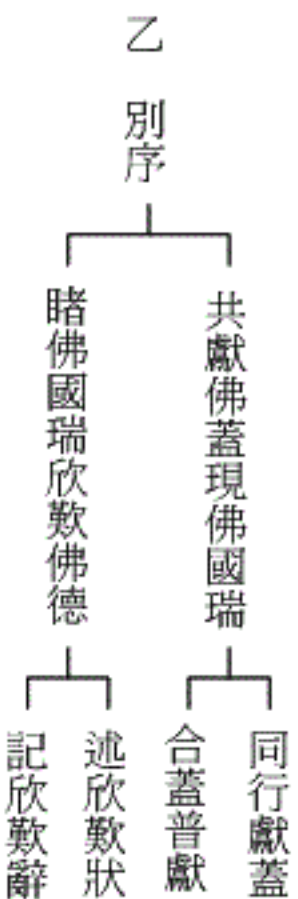 乙　別序
共獻佛蓋現佛國瑞
同行獻蓋
合蓋普獻
睹佛國瑞欣歎佛德
述欣歎狀
記欣歎辭